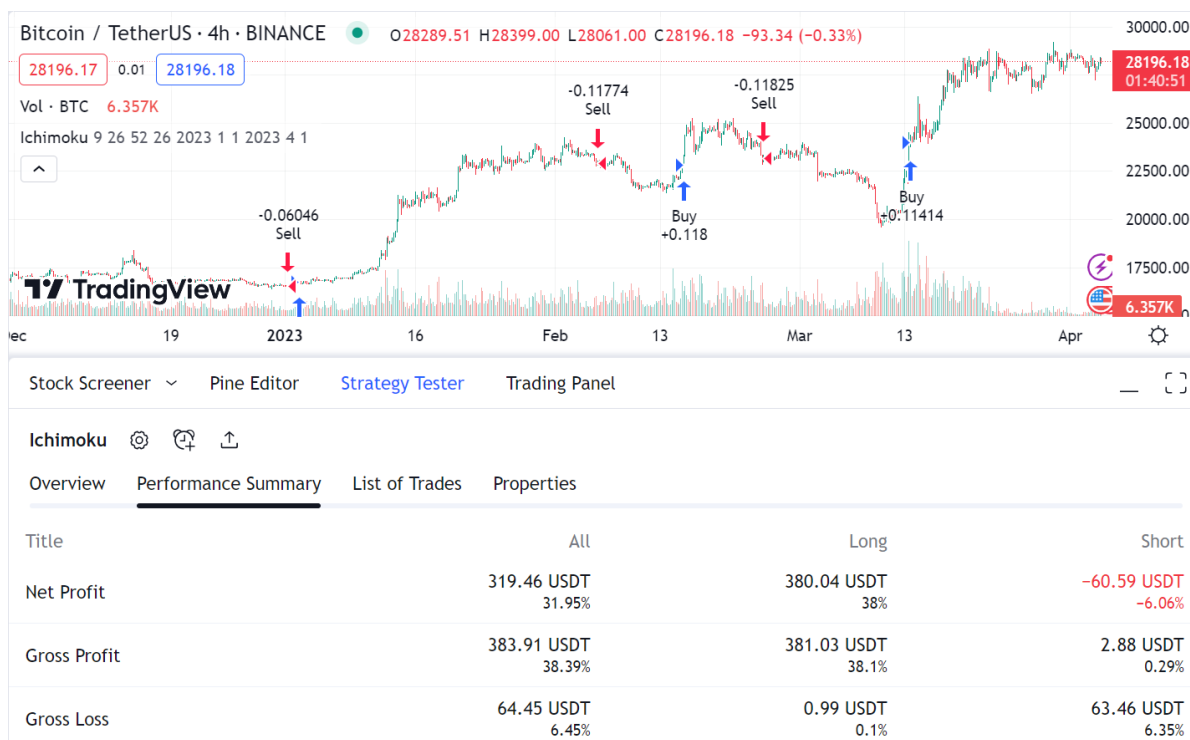 Bitcoin / TetherUS · 4h · BINANCE O28289.51 H28399.00 L28061.00 C28196.18 −93.34 (−0.33%)
28196.17 0.01 28196.18
Vol · BTC 6.357K
Ichimoku 9 26 52 26 2023 1 1 2023 4 1
30000.00
28196.18
01:40:51
25000.00
22500.00
20000.00
17500.00
6.357K
-0.06046
Sell
-0.11774
Sell
Buy
+0.118
-0.11825
Sell
Buy
+0.11414
TradingView
Dec 19 2023 16 Feb 13 Mar 13 Apr
Stock Screener Pine Editor Strategy Tester Trading Panel
Ichimoku
Overview Performance Summary List of Trades Properties
Title All Long Short
Net Profit 319.46 USDT 380.04 USDT −60.59 USDT
31.95% 38% −6.06%
Gross Profit 383.91 USDT 381.03 USDT 2.88 USDT
38.39% 38.1% 0.29%
Gross Loss 64.45 USDT 0.99 USDT 63.46 USDT
6.45% 0.1% 6.35%